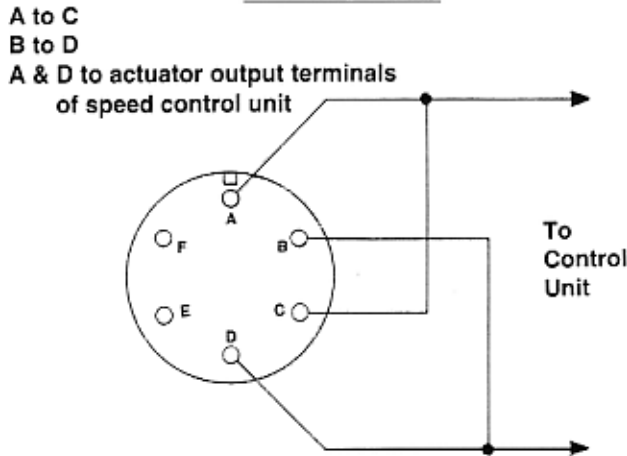 A to C
B to D
A & D to actuator output terminals
of speed control unit
A
F
B
To
Control
Unit
E
C
D